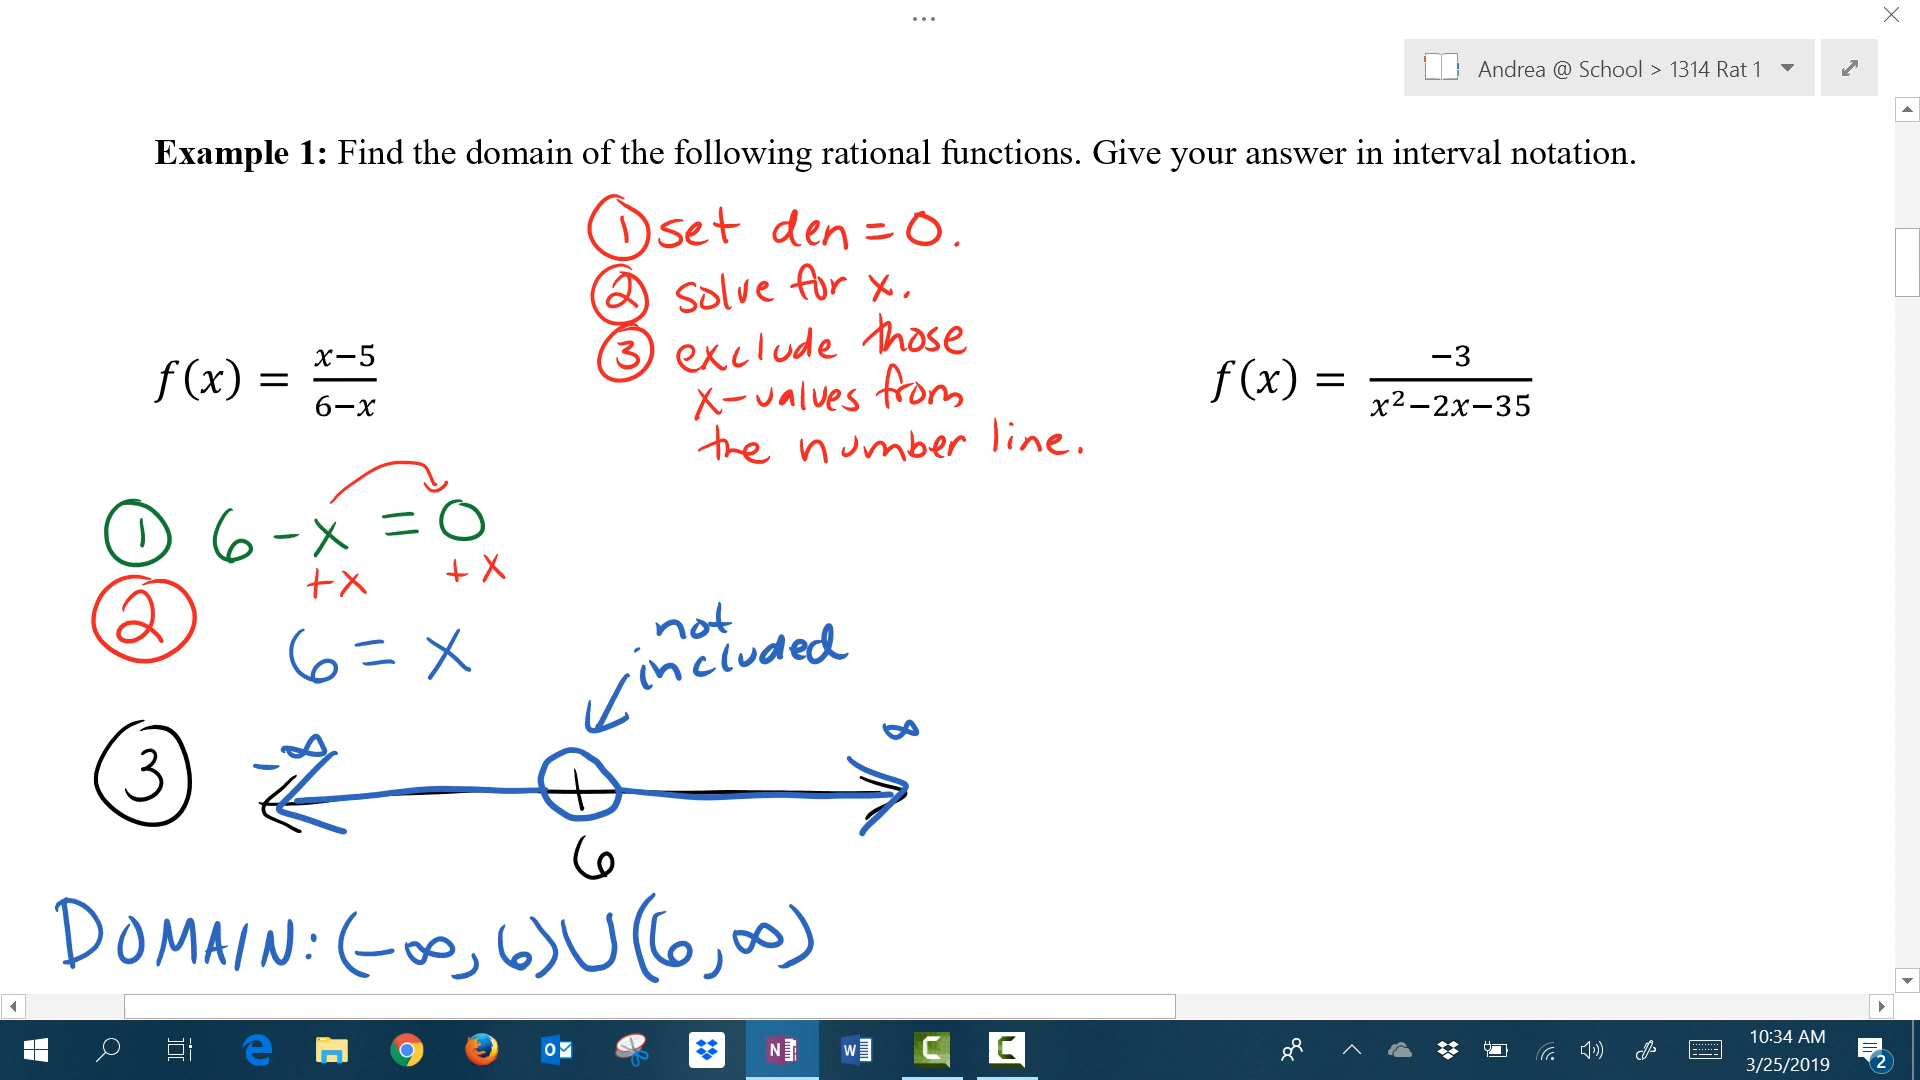 Andrea @ School > 1314 Rat 1
Example 1: Find the domain of the following rational functions. Give your answer in interval notation.
① set den = 0.
② solve for x.
③ exclude those
x-values from
the number line.
f(x) = (x−5)/(6−x)
f(x) = −3/(x²−2x−35)
① 6 - x = 0
+x +x
②
6 = x
not
included
③
-∞ ∞
6
DOMAIN: (-∞, 6) ∪ (6, ∞)
10:34 AM
3/25/2019
2